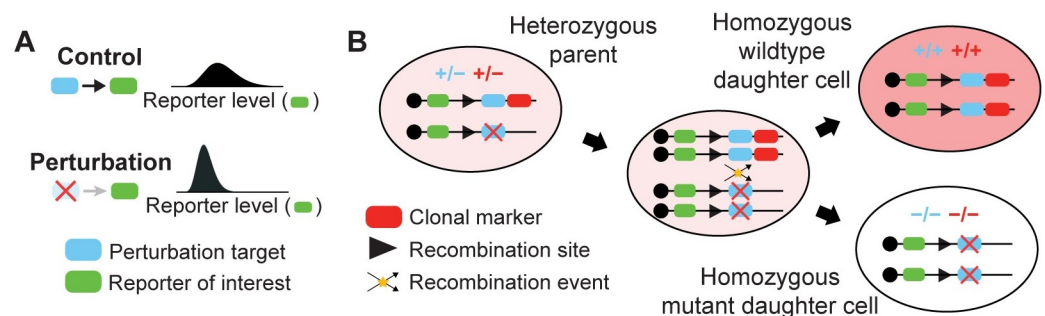 A
Control
Reporter level ( )
Perturbation
Reporter level ( )
Perturbation target
Reporter of interest
B
Heterozygous
parent
+/− +/−
Homozygous
wildtype
daughter cell
+/+ +/+
Clonal marker
Recombination site
Recombination event
−/− −/−
Homozygous
mutant daughter cell